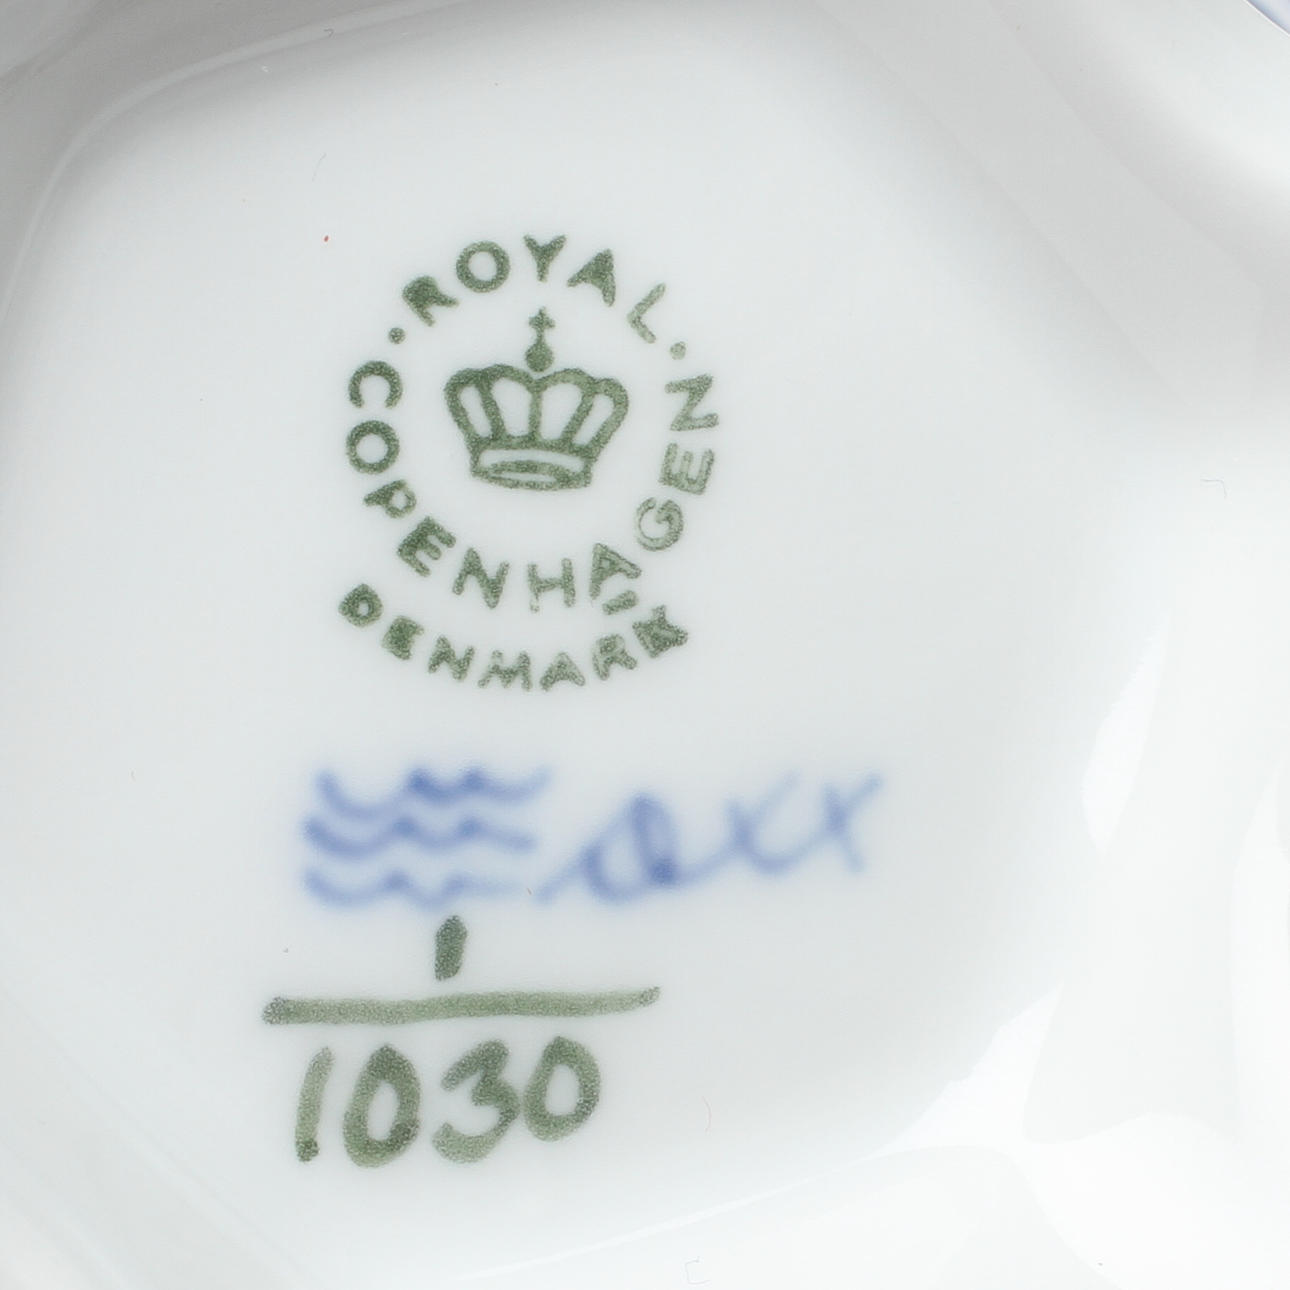 ROYAL
COPENHAGEN
DENMARK
1
1030